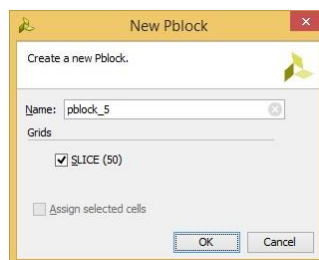 New Pblock
Create a new Pblock.
Name: pblock_5
Grids
SLICE (50)
Assign selected cells
OK Cancel